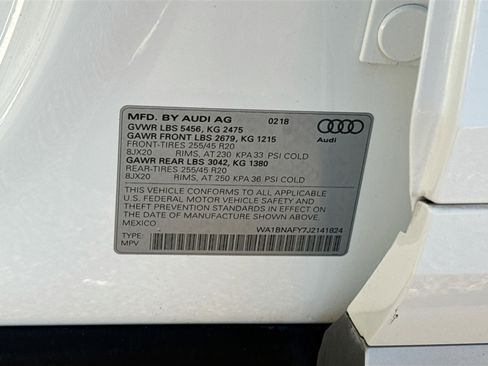 MFD. BY AUDI AG 0218
GVWR LBS 5456, KG 2475
GAWR FRONT LBS 2679, KG 1215
FRONT-TIRES 255/45 R20
8JX20 RIMS, AT 230 KPA 33 PSI COLD
GAWR REAR LBS 3042, KG 1380
REAR-TIRES 255/45 R20
8JX20 RIMS, AT 250 KPA 36 PSI COLD
Audi
THIS VEHICLE CONFORMS TO ALL APPLICABLE
U.S. FEDERAL MOTOR VEHICLE SAFETY AND
THEFT PREVENTION STANDARDS IN EFFECT ON
THE DATE OF MANUFACTURE SHOWN ABOVE.
MEXICO
WA1BNAFY7J2141824
TYPE:
MPV